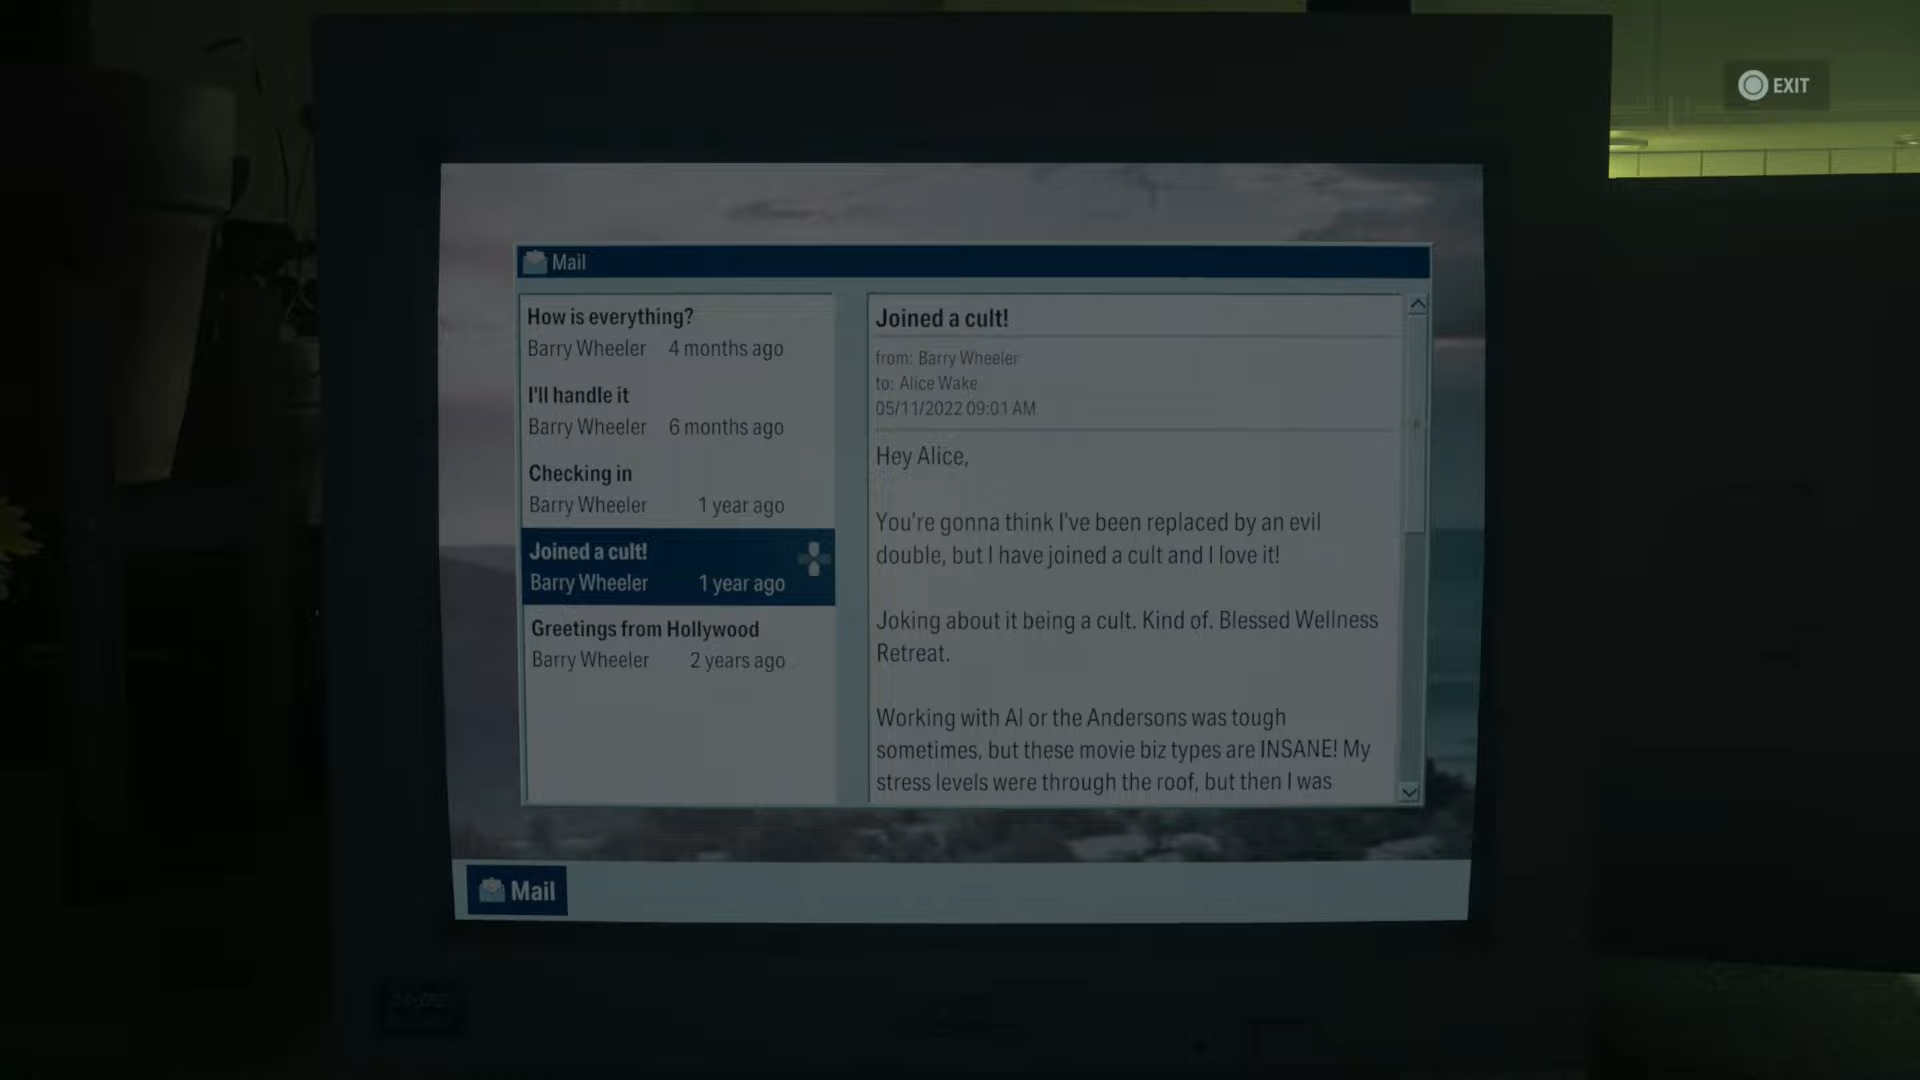 EXIT
Mail
How is everything?
Barry Wheeler 4 months ago
I'll handle it
Barry Wheeler 6 months ago
Checking in
Barry Wheeler 1 year ago
Joined a cult!
Barry Wheeler 1 year ago
Greetings from Hollywood
Barry Wheeler 2 years ago
Joined a cult!
from: Barry Wheeler
to: Alice Wake
05/11/2022 09:01 AM
Hey Alice,
You're gonna think I've been replaced by an evil
double, but I have joined a cult and I love it!
Joking about it being a cult. Kind of. Blessed Wellness
Retreat.
Working with Al or the Andersons was tough
sometimes, but these movie biz types are INSANE! My
stress levels were through the roof, but then I was
Mail